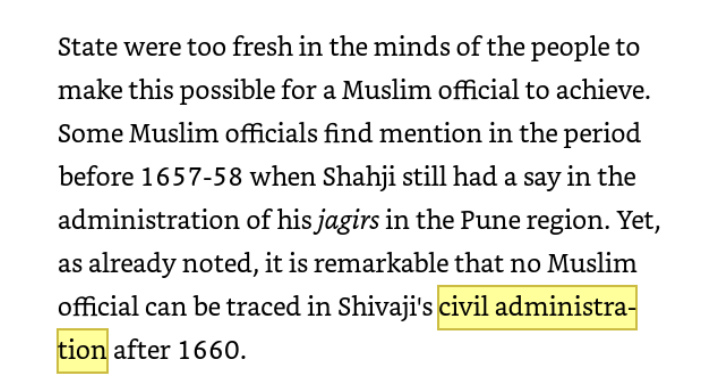 State were too fresh in the minds of the people to
make this possible for a Muslim official to achieve.
Some Muslim officials find mention in the period
before 1657-58 when Shahji still had a say in the
administration of his jagirs in the Pune region. Yet,
as already noted, it is remarkable that no Muslim
official can be traced in Shivaji's civil administra-
tion after 1660.